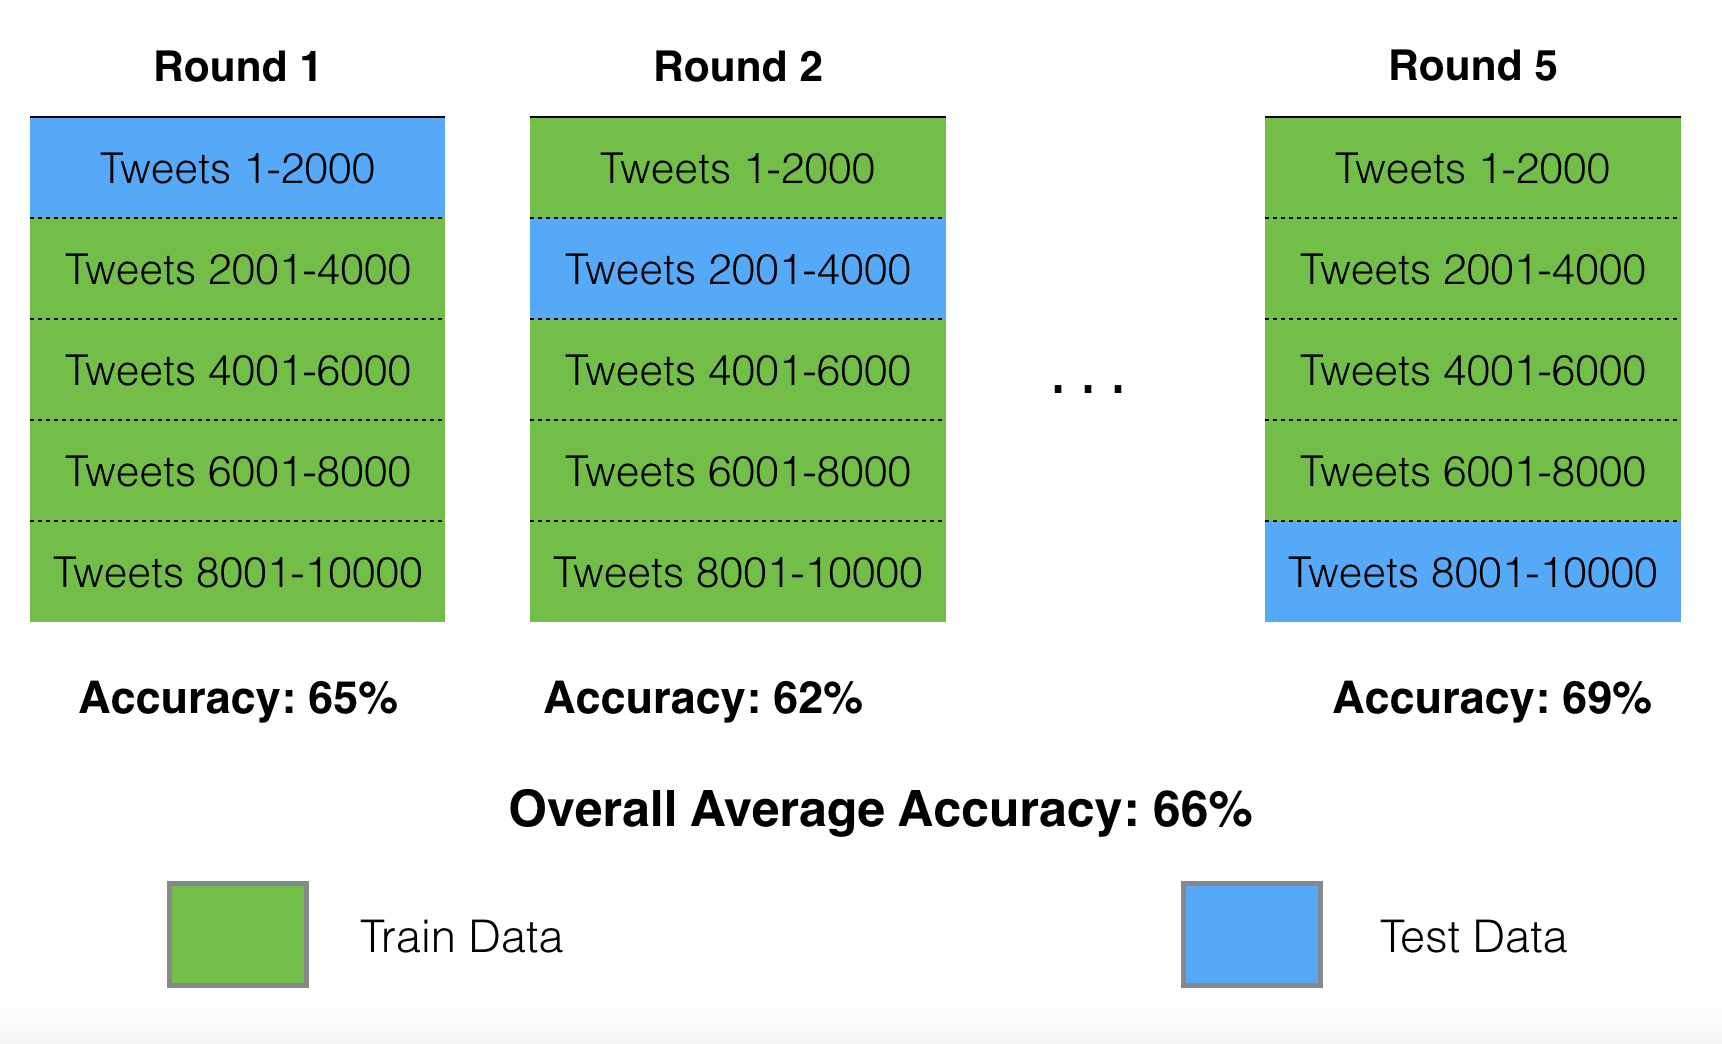 Round 1
Tweets 1-2000
Tweets 2001-4000
Tweets 4001-6000
Tweets 6001-8000
Tweets 8001-10000
Accuracy: 65%
Round 2
Tweets 1-2000
Tweets 2001-4000
Tweets 4001-6000
Tweets 6001-8000
Tweets 8001-10000
Accuracy: 62%
. . .
Round 5
Tweets 1-2000
Tweets 2001-4000
Tweets 4001-6000
Tweets 6001-8000
Tweets 8001-10000
Accuracy: 69%
Overall Average Accuracy: 66%
Train Data
Test Data